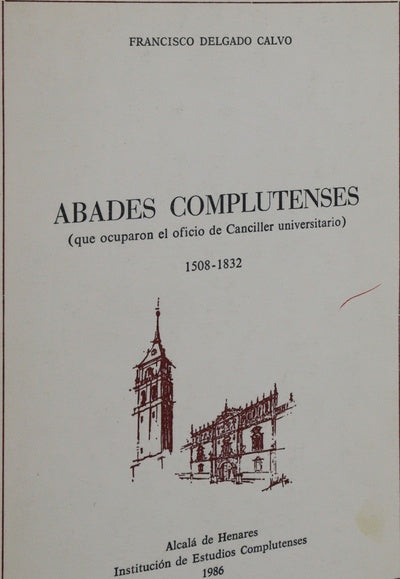 FRANCISCO DELGADO CALVO
ABADES COMPLUTENSES
(que ocuparon el oficio de Canciller universitario)
1508-1832
Alcalá de Henares
Institución de Estudios Complutenses
1986